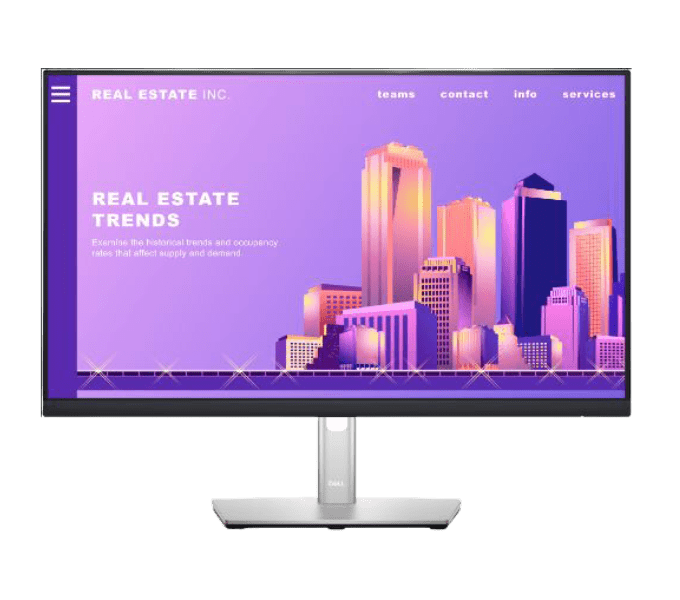 REAL ESTATE INC.
teams contact info services
REAL ESTATE
TRENDS
Examine the historical trends and occupancy
rates that affect supply and demand.
DELL